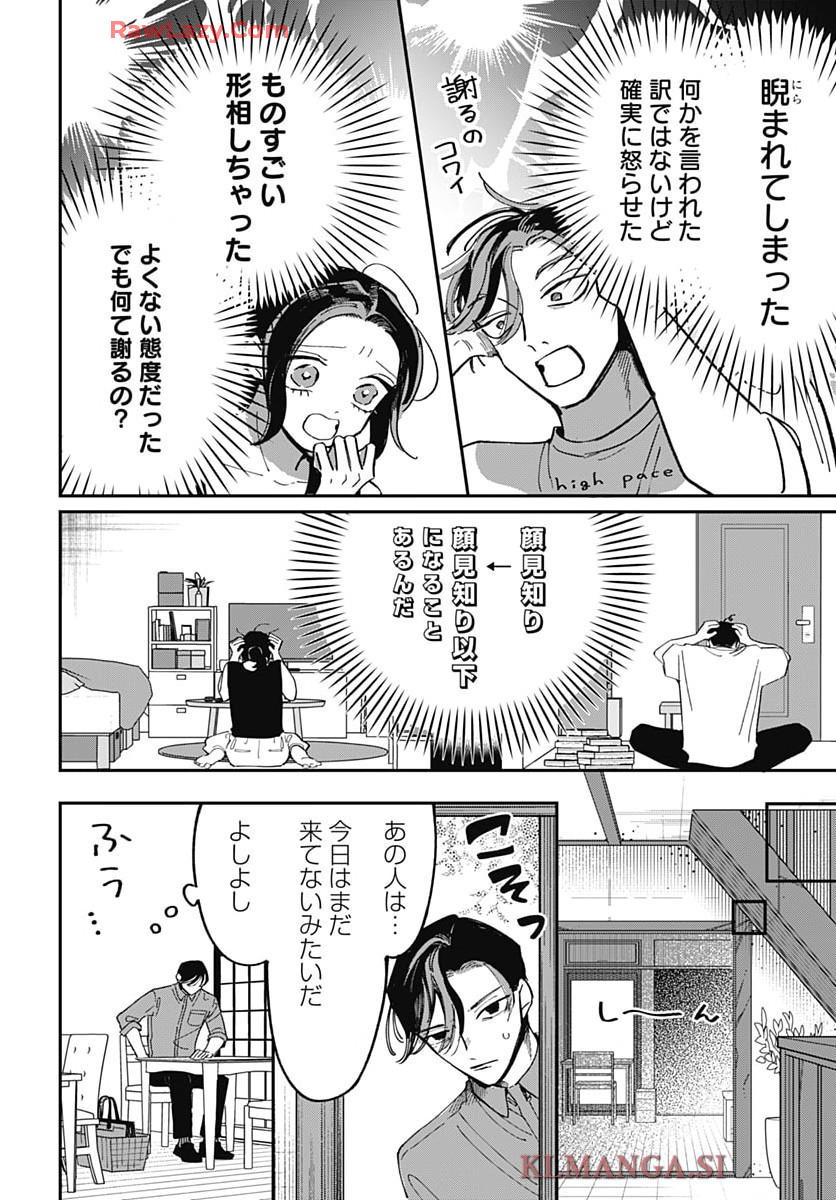 RawLazy.Com
睨まれてしまった
にら
何かを言われた
訳ではないけど
確実に怒らせた
謝るの
コワィ
high pace
ものすごい
形相しちゃった
よくない態度だった
でも何て謝るの?
顔見知り
↓
顔見知り以下
になること
あるんだ
しーん
こそっ
あの人は…
今日はまだ
来てないみたいだ
よしよし
ふぅ…
KLMANGA.SI